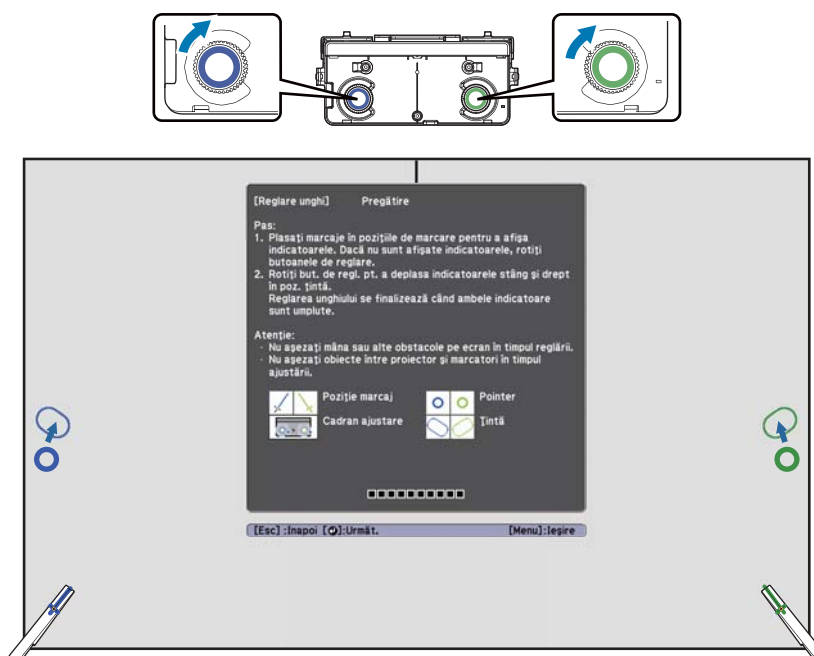 [Reglare unghi] Pregătire
Pas:
1. Plasați marcaje în pozițiile de marcare pentru a afișa
indicatoarele. Dacă nu sunt afișate indicatoarele, rotiți
butoanele de reglare.
2. Rotiți but. de regl. pt. a deplasa indicatoarele stâng și drept
în poz. țintă.
Reglarea unghiului se finalizează când ambele indicatoare
sunt umplute.
Atenție:
· Nu așezați mâna sau alte obstacole pe ecran în timpul reglării.
· Nu așezați obiecte între proiector și marcatori în timpul
ajustării.
Poziție marcaj Pointer
Cadran ajustare Țintă
[Esc] :Înapoi [↵]:Următ. [Menu]:Ieșire